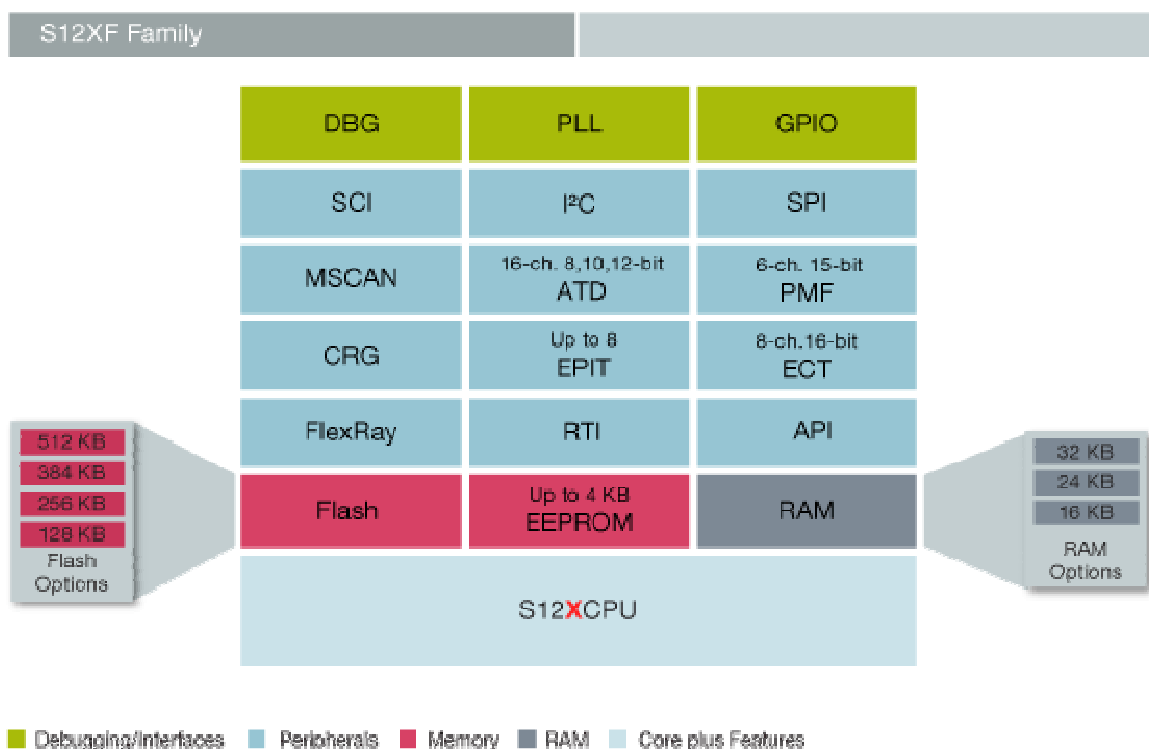 S12XF Family
DBG
PLL
GPIO
SCI
I²C
SPI
MSCAN
16-ch. 8,10,12-bit
ATD
6-ch. 15-bit
PMF
CRG
Up to 8
EPIT
8-ch.16-bit
ECT
FlexRay
RTI
API
Flash
Up to 4 KB
EEPROM
RAM
512 KB
384 KB
256 KB
128 KB
Flash
Options
32 KB
24 KB
16 KB
RAM
Options
S12XCPU
Debugging/Interfaces
Peripherals
Memory
RAM
Core plus Features